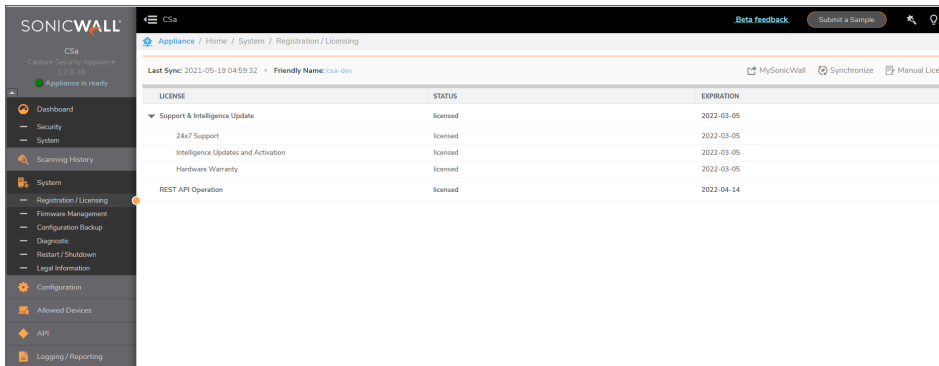 SONICWALL
CSa
Capture Security Appliance
1.2.0-16
Appliance is ready
Dashboard
Security
System
Scanning History
System
Registration / Licensing
Firmware Management
Configuration Backup
Diagnostic
Restart / Shutdown
Legal Information
Configuration
Allowed Devices
API
Logging / Reporting
CSa
Beta feedback
Submit a Sample
Appliance / Home / System / Registration / Licensing
Last Sync: 2021-05-19 04:59:32 • Friendly Name: csa-dev
MySonicWall Synchronize Manual Lice
LICENSE STATUS EXPIRATION
Support & Intelligence Update licensed 2022-03-05
24x7 Support licensed 2022-03-05
Intelligence Updates and Activation licensed 2022-03-05
Hardware Warranty licensed 2022-03-05
REST API Operation licensed 2022-04-14